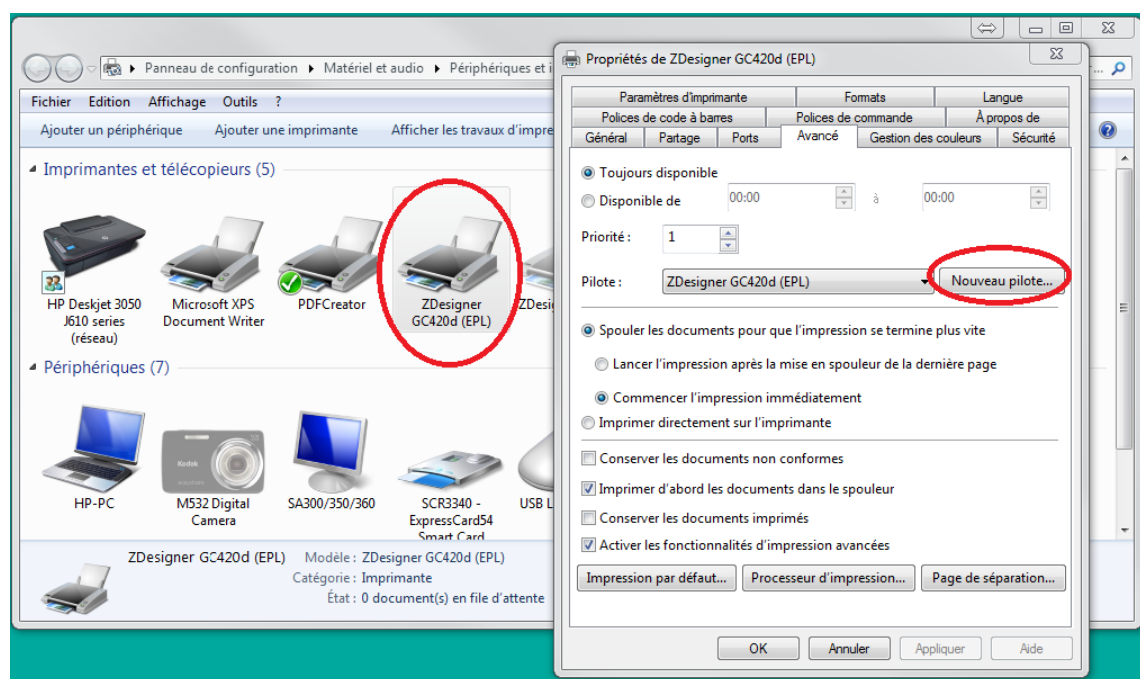 Panneau de configuration ▸ Matériel et audio ▸ Périphériques et i
Fichier Edition Affichage Outils ?
Ajouter un périphérique Ajouter une imprimante Afficher les travaux d'impre
Imprimantes et télécopieurs (5)
HP Deskjet 3050
J610 series
(réseau)
Microsoft XPS
Document Writer
PDFCreator
ZDesigner
GC420d (EPL)
ZDesi
Périphériques (7)
Kodak
HP-PC
M532 Digital
Camera
SA300/350/360
SCR3340 -
ExpressCard54
Smart Card
USB L
ZDesigner GC420d (EPL)
Modèle : ZDesigner GC420d (EPL)
Catégorie : Imprimante
État : 0 document(s) en file d'attente
Propriétés de ZDesigner GC420d (EPL)
Paramètres d'imprimante Formats Langue
Polices de code à barres Polices de commande À propos de
Général Partage Ports Avancé Gestion des couleurs Sécurité
Toujours disponible
Disponible de 00:00 à 00:00
Priorité : 1
Pilote : ZDesigner GC420d (EPL) Nouveau pilote...
Spouler les documents pour que l'impression se termine plus vite
Lancer l'impression après la mise en spouleur de la dernière page
Commencer l'impression immédiatement
Imprimer directement sur l'imprimante
Conserver les documents non conformes
Imprimer d'abord les documents dans le spouleur
Conserver les documents imprimés
Activer les fonctionnalités d'impression avancées
Impression par défaut... Processeur d'impression... Page de séparation...
OK Annuler Appliquer Aide